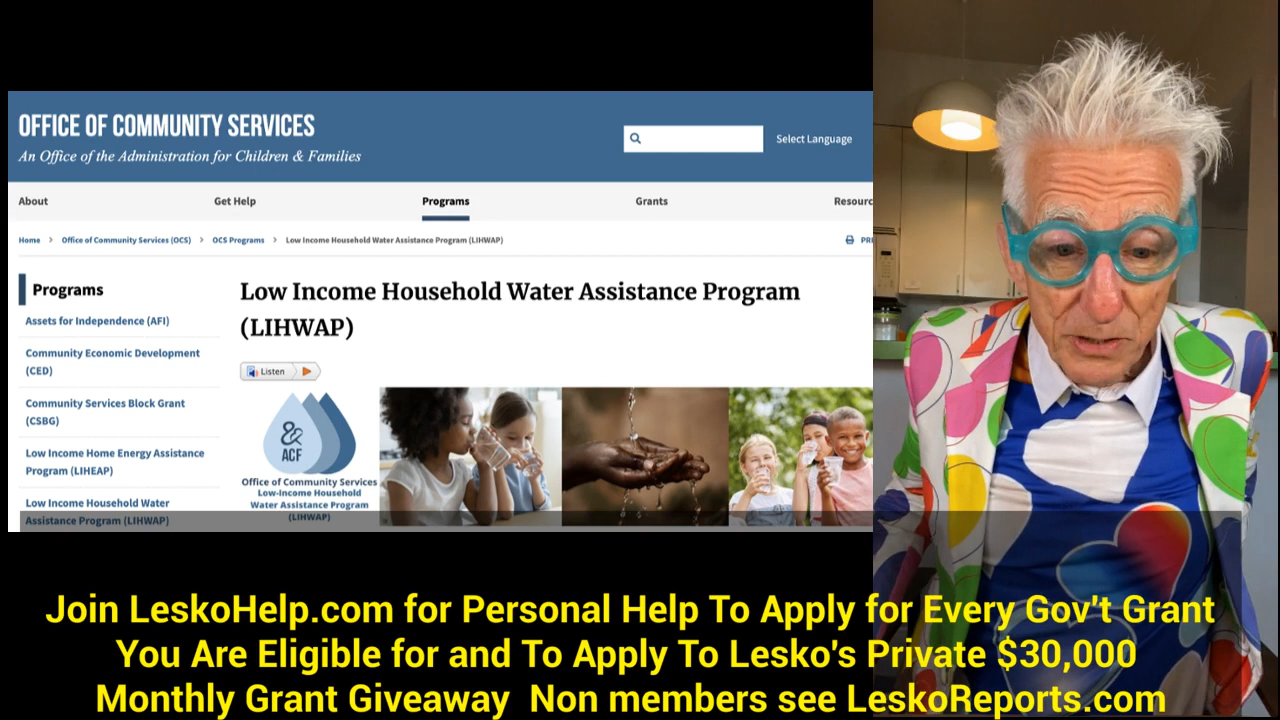 OFFICE OF COMMUNITY SERVICES
An Office of the Administration for Children & Families
Select Language
About
Get Help
Programs
Grants
Resourc
Home > Office of Community Services (OCS) > OCS Programs > Low Income Household Water Assistance Program (LIHWAP)
PRI
Programs
Assets for Independence (AFI)
Community Economic Development
(CED)
Community Services Block Grant
(CSBG)
Low Income Home Energy Assistance
Program (LIHEAP)
Low Income Household Water
Assistance Program (LIHWAP)
Low Income Household Water Assistance Program
(LIHWAP)
Listen
ACF
Office of Community Services
Low-Income Household
Water Assistance Program
(LIHWAP)
Join LeskoHelp.com for Personal Help To Apply for Every Gov't Grant
You Are Eligible for and To Apply To Lesko's Private $30,000
Monthly Grant Giveaway Non members see LeskoReports.com